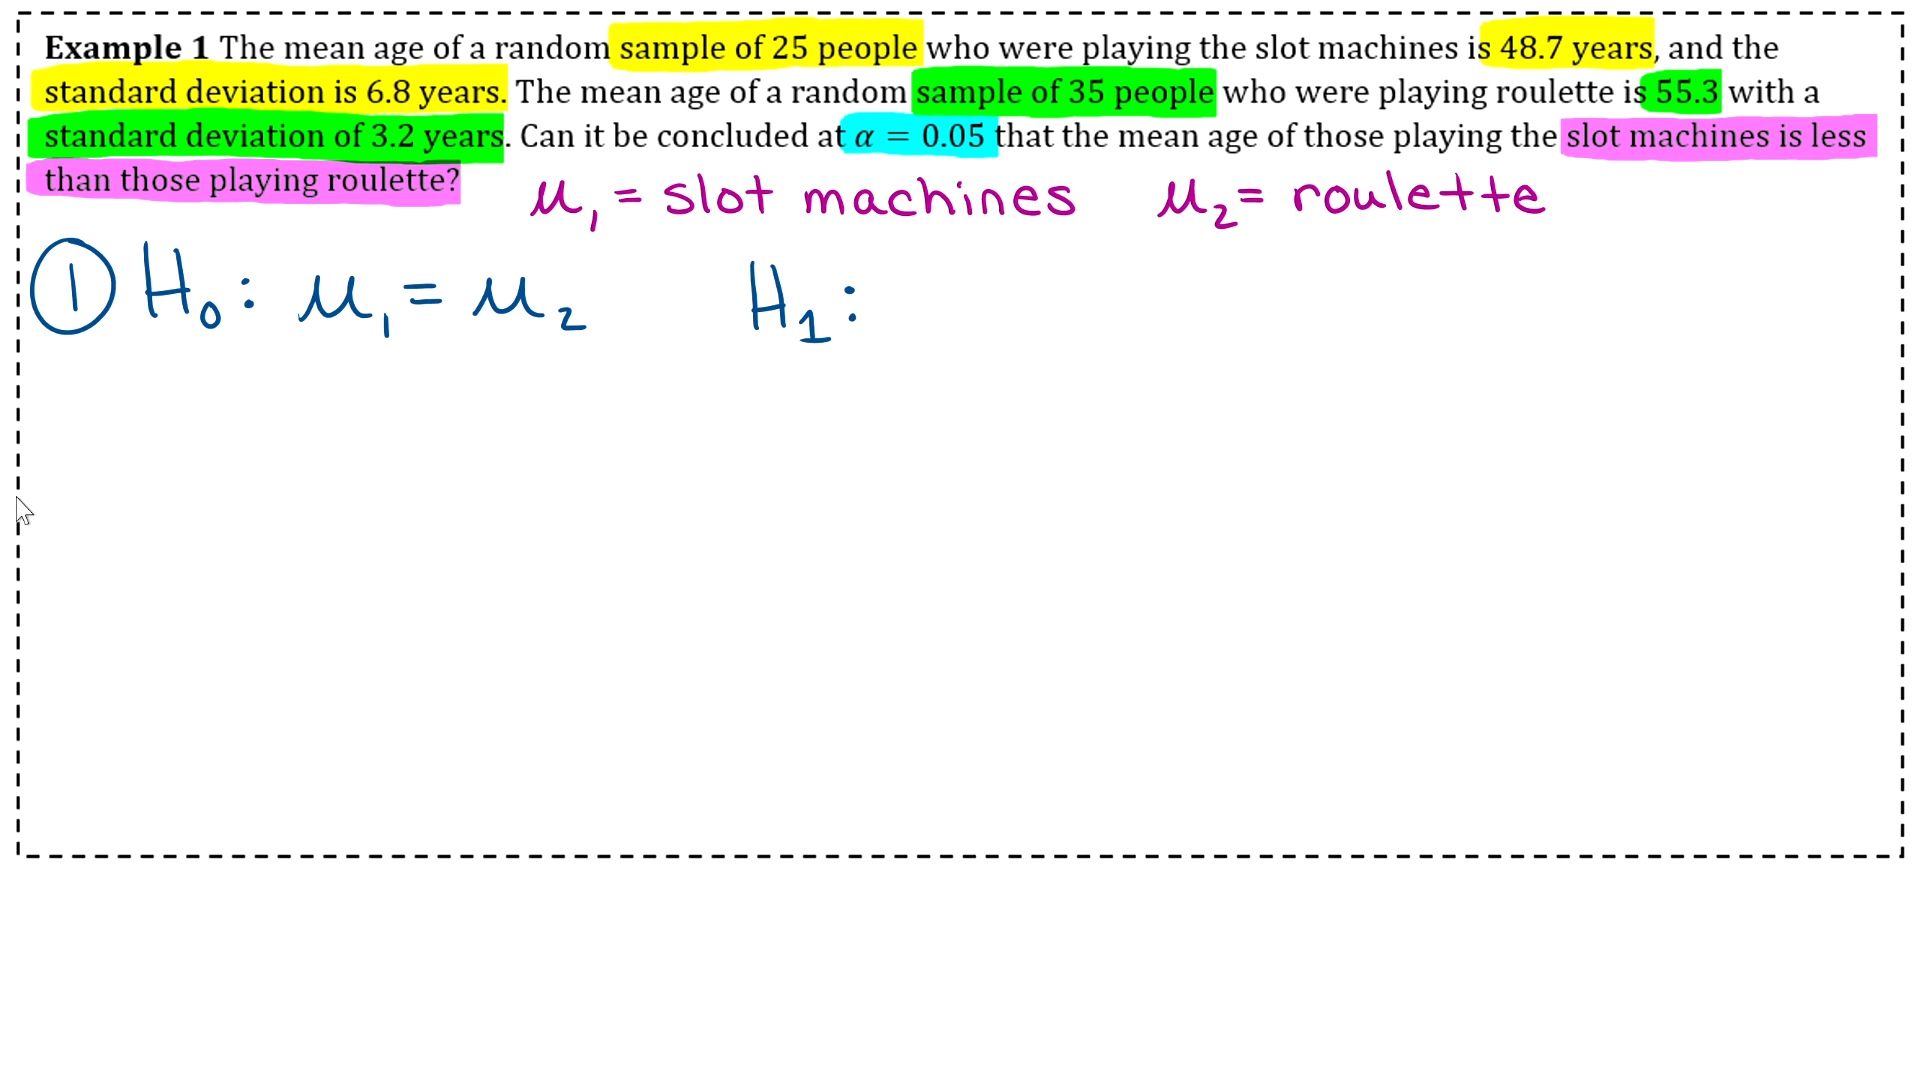 Example 1 The mean age of a random sample of 25 people who were playing the slot machines is 48.7 years, and the
standard deviation is 6.8 years. The mean age of a random sample of 35 people who were playing roulette is 55.3 with a
standard deviation of 3.2 years. Can it be concluded at α = 0.05 that the mean age of those playing the slot machines is less
than those playing roulette?
μ₁ = slot machines μ₂ = roulette
① H₀: μ₁ = μ₂ H₁: